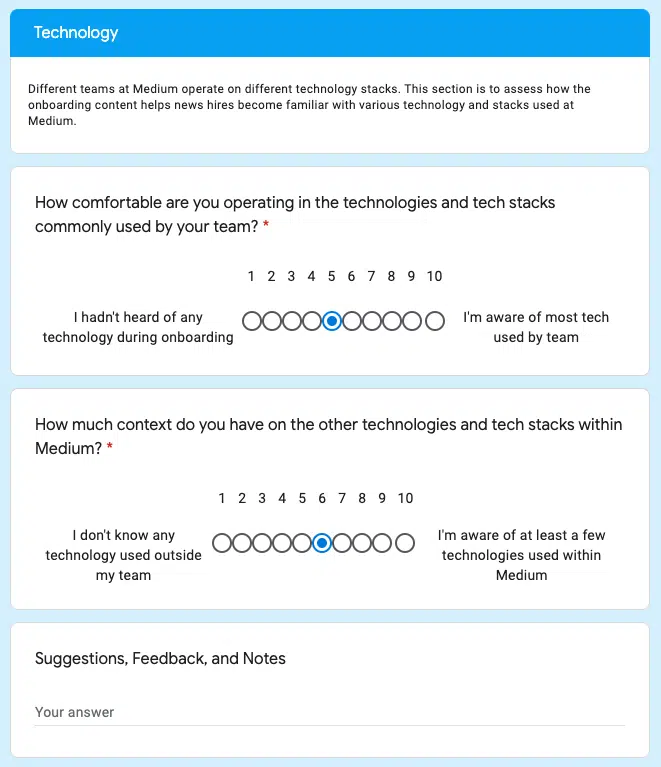 Technology
Different teams at Medium operate on different technology stacks. This section is to assess how the
onboarding content helps news hires become familiar with various technology and stacks used at
Medium.
How comfortable are you operating in the technologies and tech stacks
commonly used by your team? *
1 2 3 4 5 6 7 8 9 10
I hadn't heard of any
technology during onboarding
I'm aware of most tech
used by team
How much context do you have on the other technologies and tech stacks within
Medium? *
1 2 3 4 5 6 7 8 9 10
I don't know any
technology used outside
my team
I'm aware of at least a few
technologies used within
Medium
Suggestions, Feedback, and Notes
Your answer